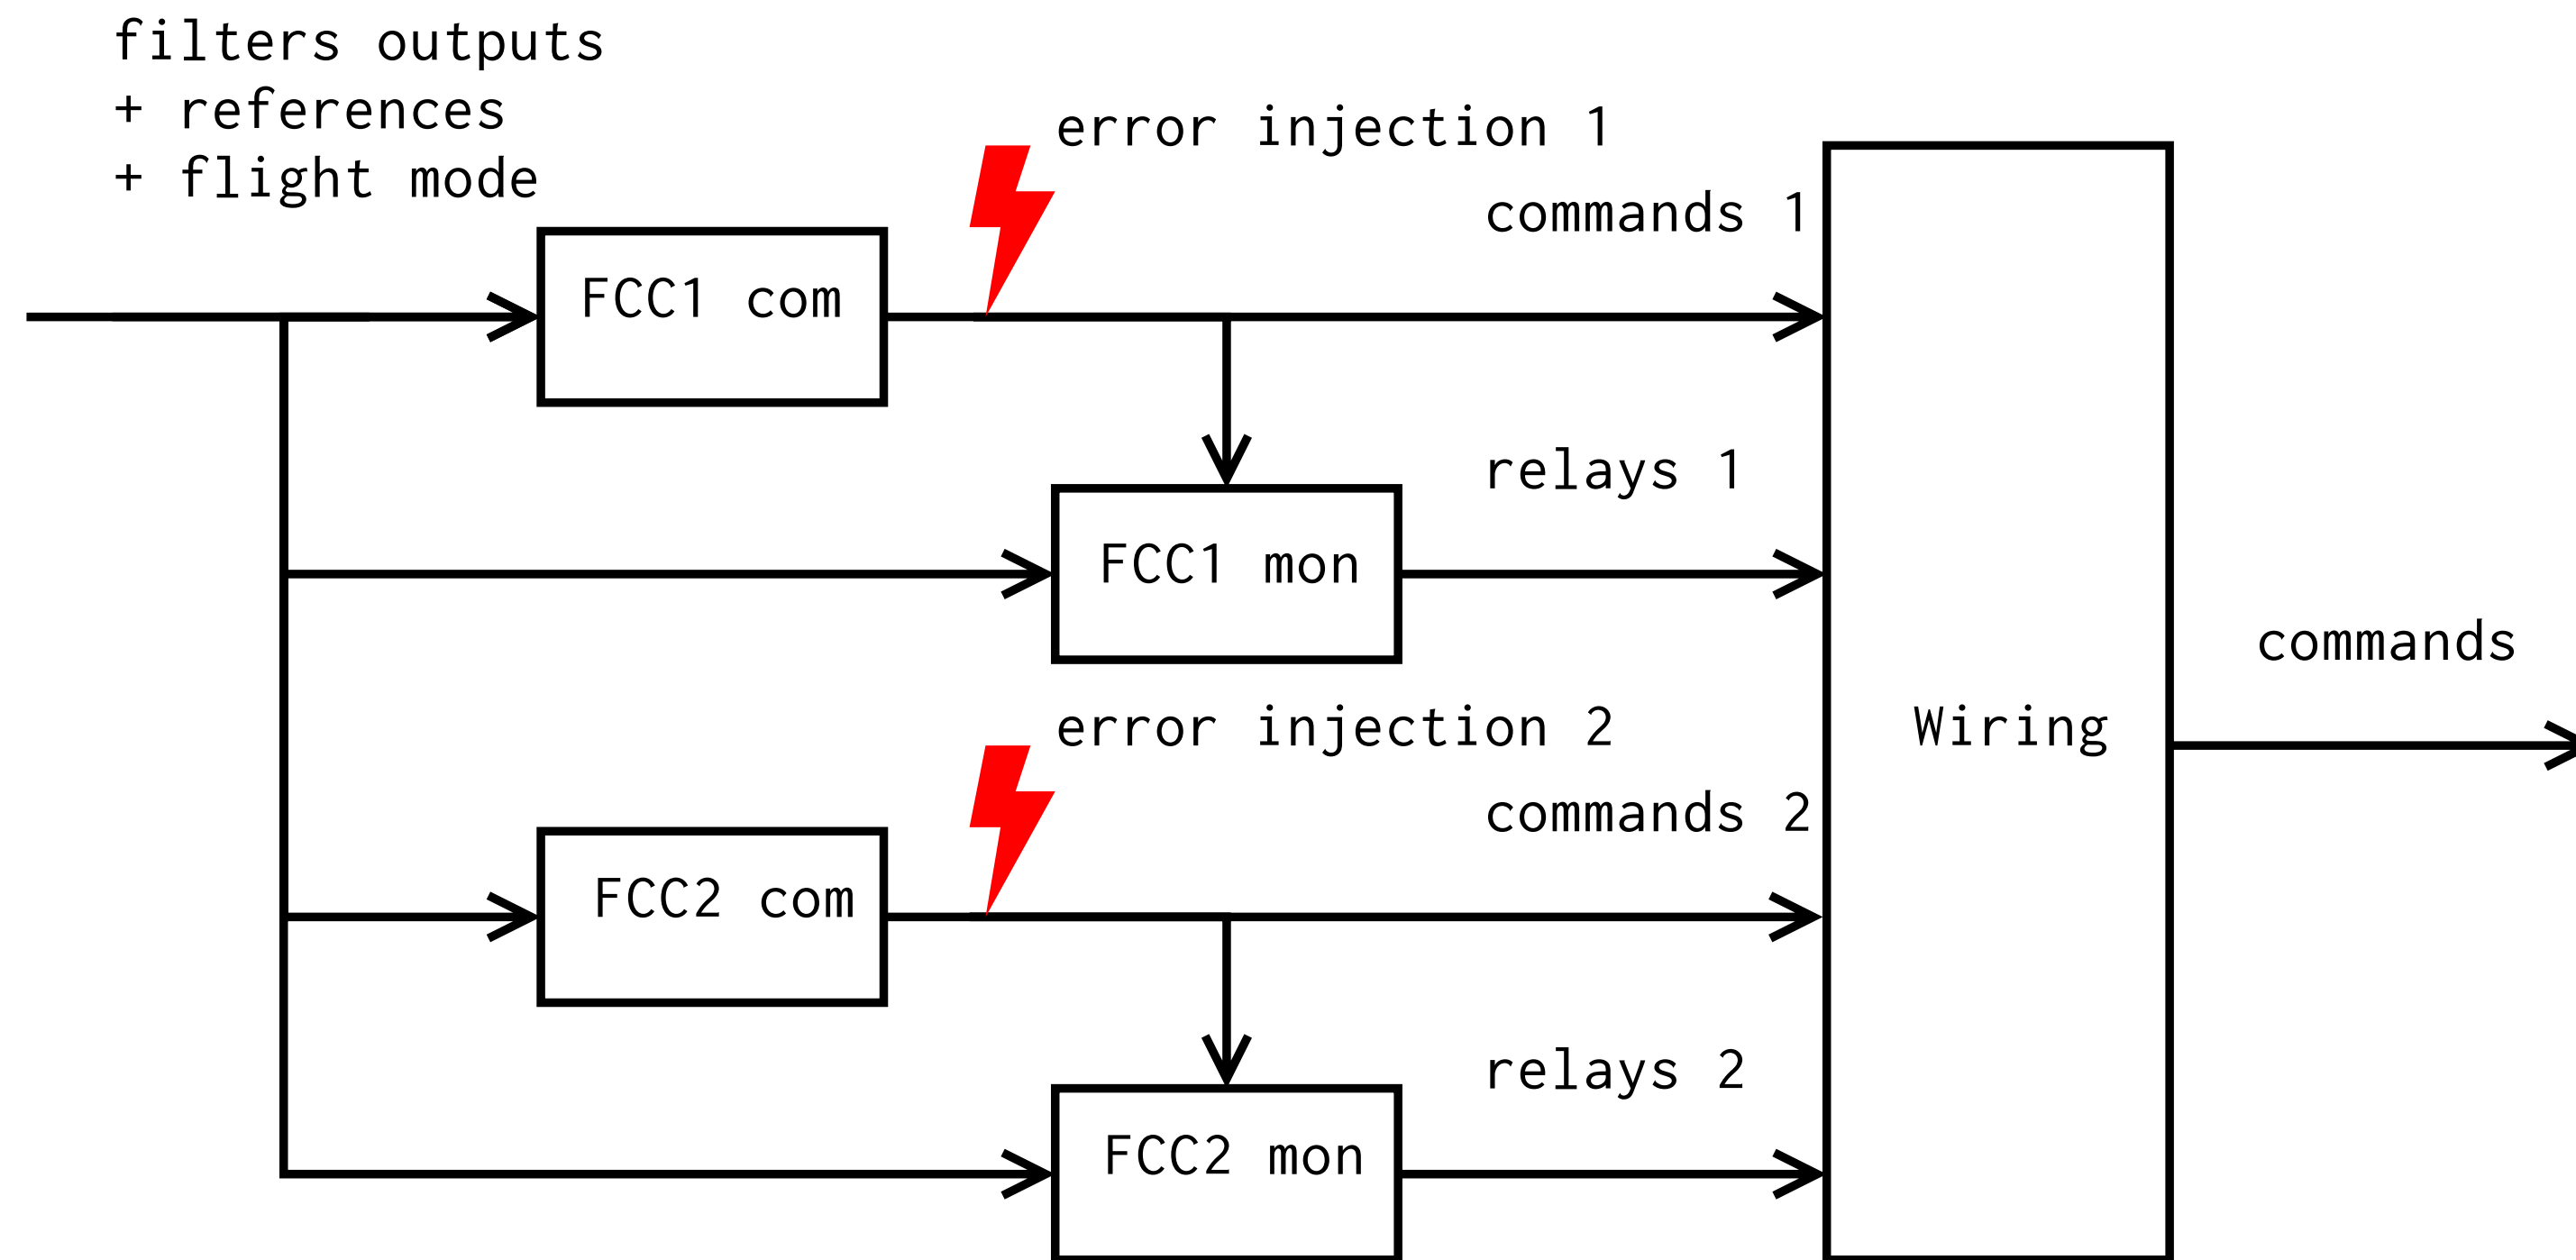 filters outputs
+ references
+ flight mode
error injection 1
commands 1
FCC1 com
relays 1
FCC1 mon
commands
error injection 2
Wiring
commands 2
FCC2 com
relays 2
FCC2 mon